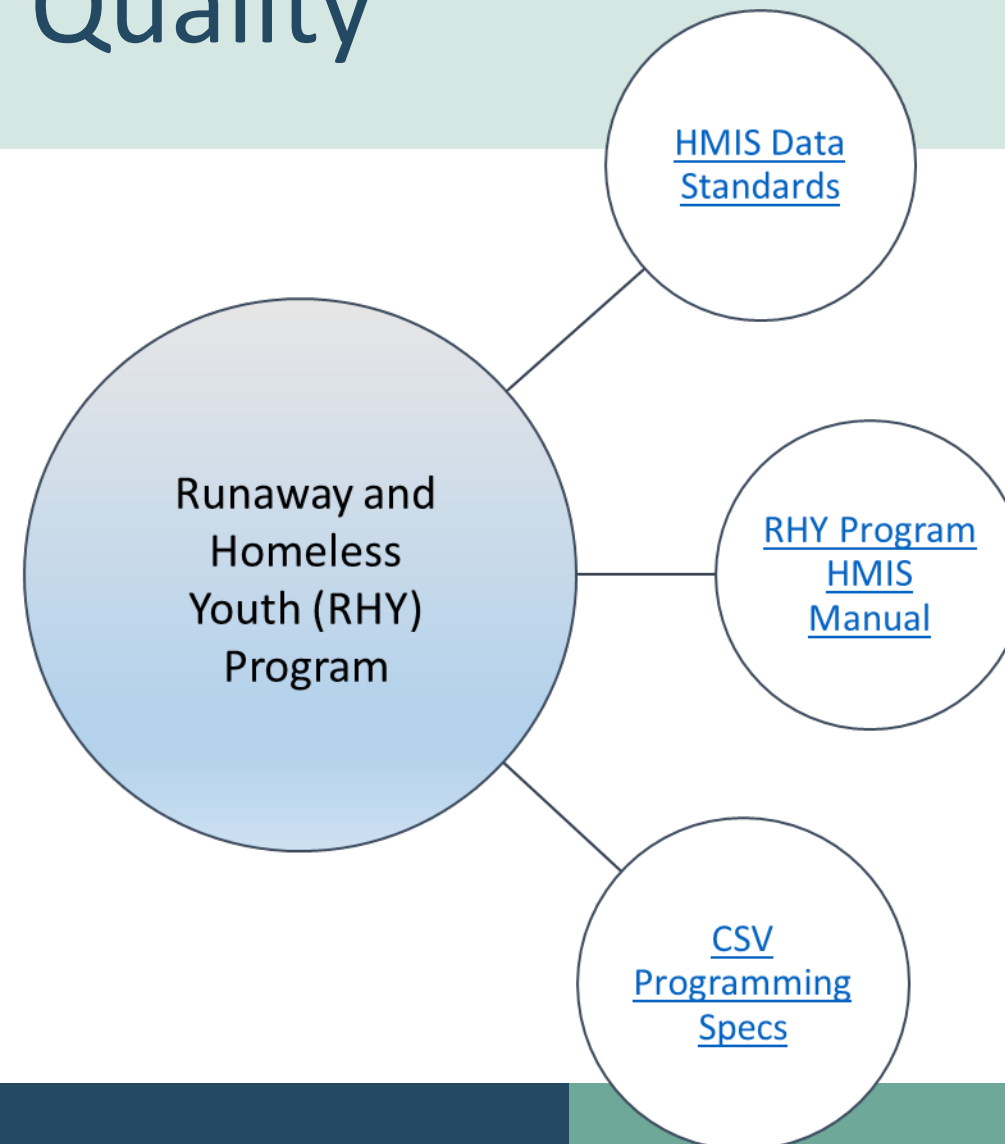 Quality
HMIS Data
Standards
Runaway and
Homeless
Youth (RHY)
Program
RHY Program
HMIS
Manual
CSV
Programming
Specs